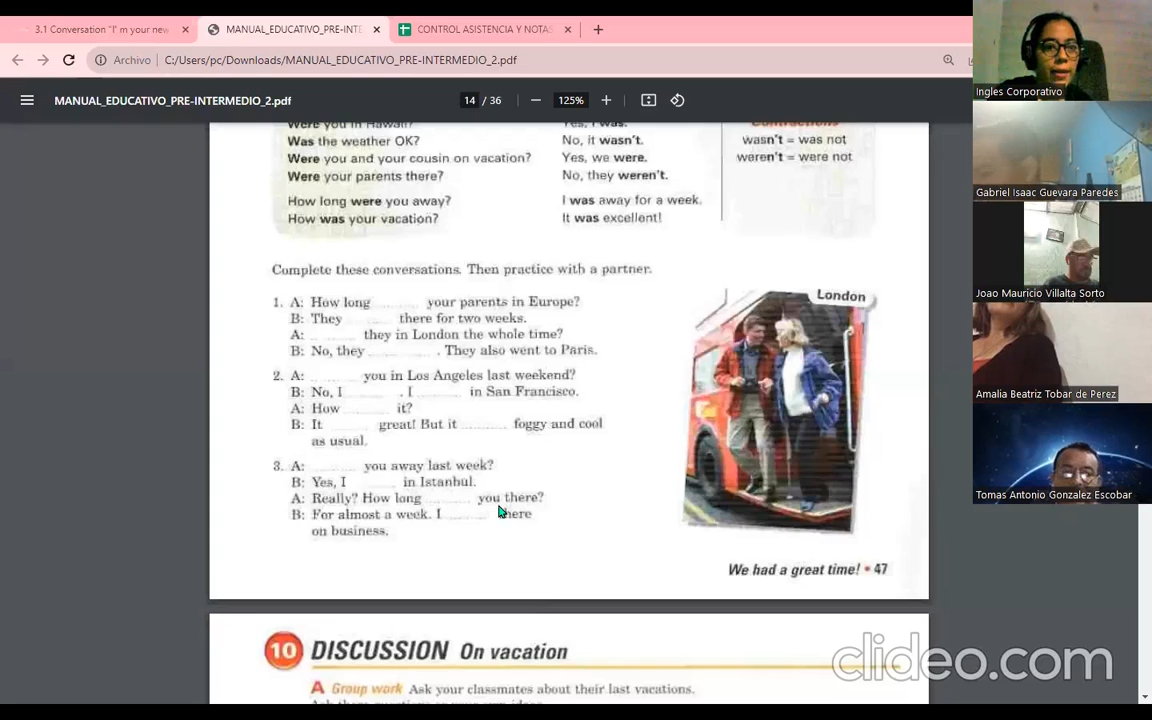 3.1 Conversation "I' m your new
MANUAL_EDUCATIVO_PRE-INTE
CONTROL ASISTENCIA Y NOTAS
Archivo
C:/Users/pc/Downloads/MANUAL_EDUCATIVO_PRE-INTERMEDIO_2.pdf
MANUAL_EDUCATIVO_PRE-INTERMEDIO_2.pdf
14 / 36
125%
Were you in Hawaii?
Yes, I was.
Contractions
Was the weather OK?
No, it wasn't.
wasn't = was not
Were you and your cousin on vacation?
Yes, we were.
weren't = were not
Were your parents there?
No, they weren't.
How long were you away?
I was away for a week.
How was your vacation?
It was excellent!
Complete these conversations. Then practice with a partner.
1. A: How long your parents in Europe?
B: They there for two weeks.
A: they in London the whole time?
B: No, they . They also went to Paris.
2. A: you in Los Angeles last weekend?
B: No, I . I in San Francisco.
A: How it?
B: It great! But it foggy and cool
as usual.
3. A: you away last week?
B: Yes, I in Istanbul.
A: Really? How long you there?
B: For almost a week. I there
on business.
London
We had a great time! • 47
10 DISCUSSION On vacation
A Group work Ask your classmates about their last vacations.
Ingles Corporativo
Gabriel Isaac Guevara Paredes
Joao Mauricio Villalta Sorto
Amalia Beatriz Tobar de Perez
Tomas Antonio Gonzalez Escobar
clideo.com